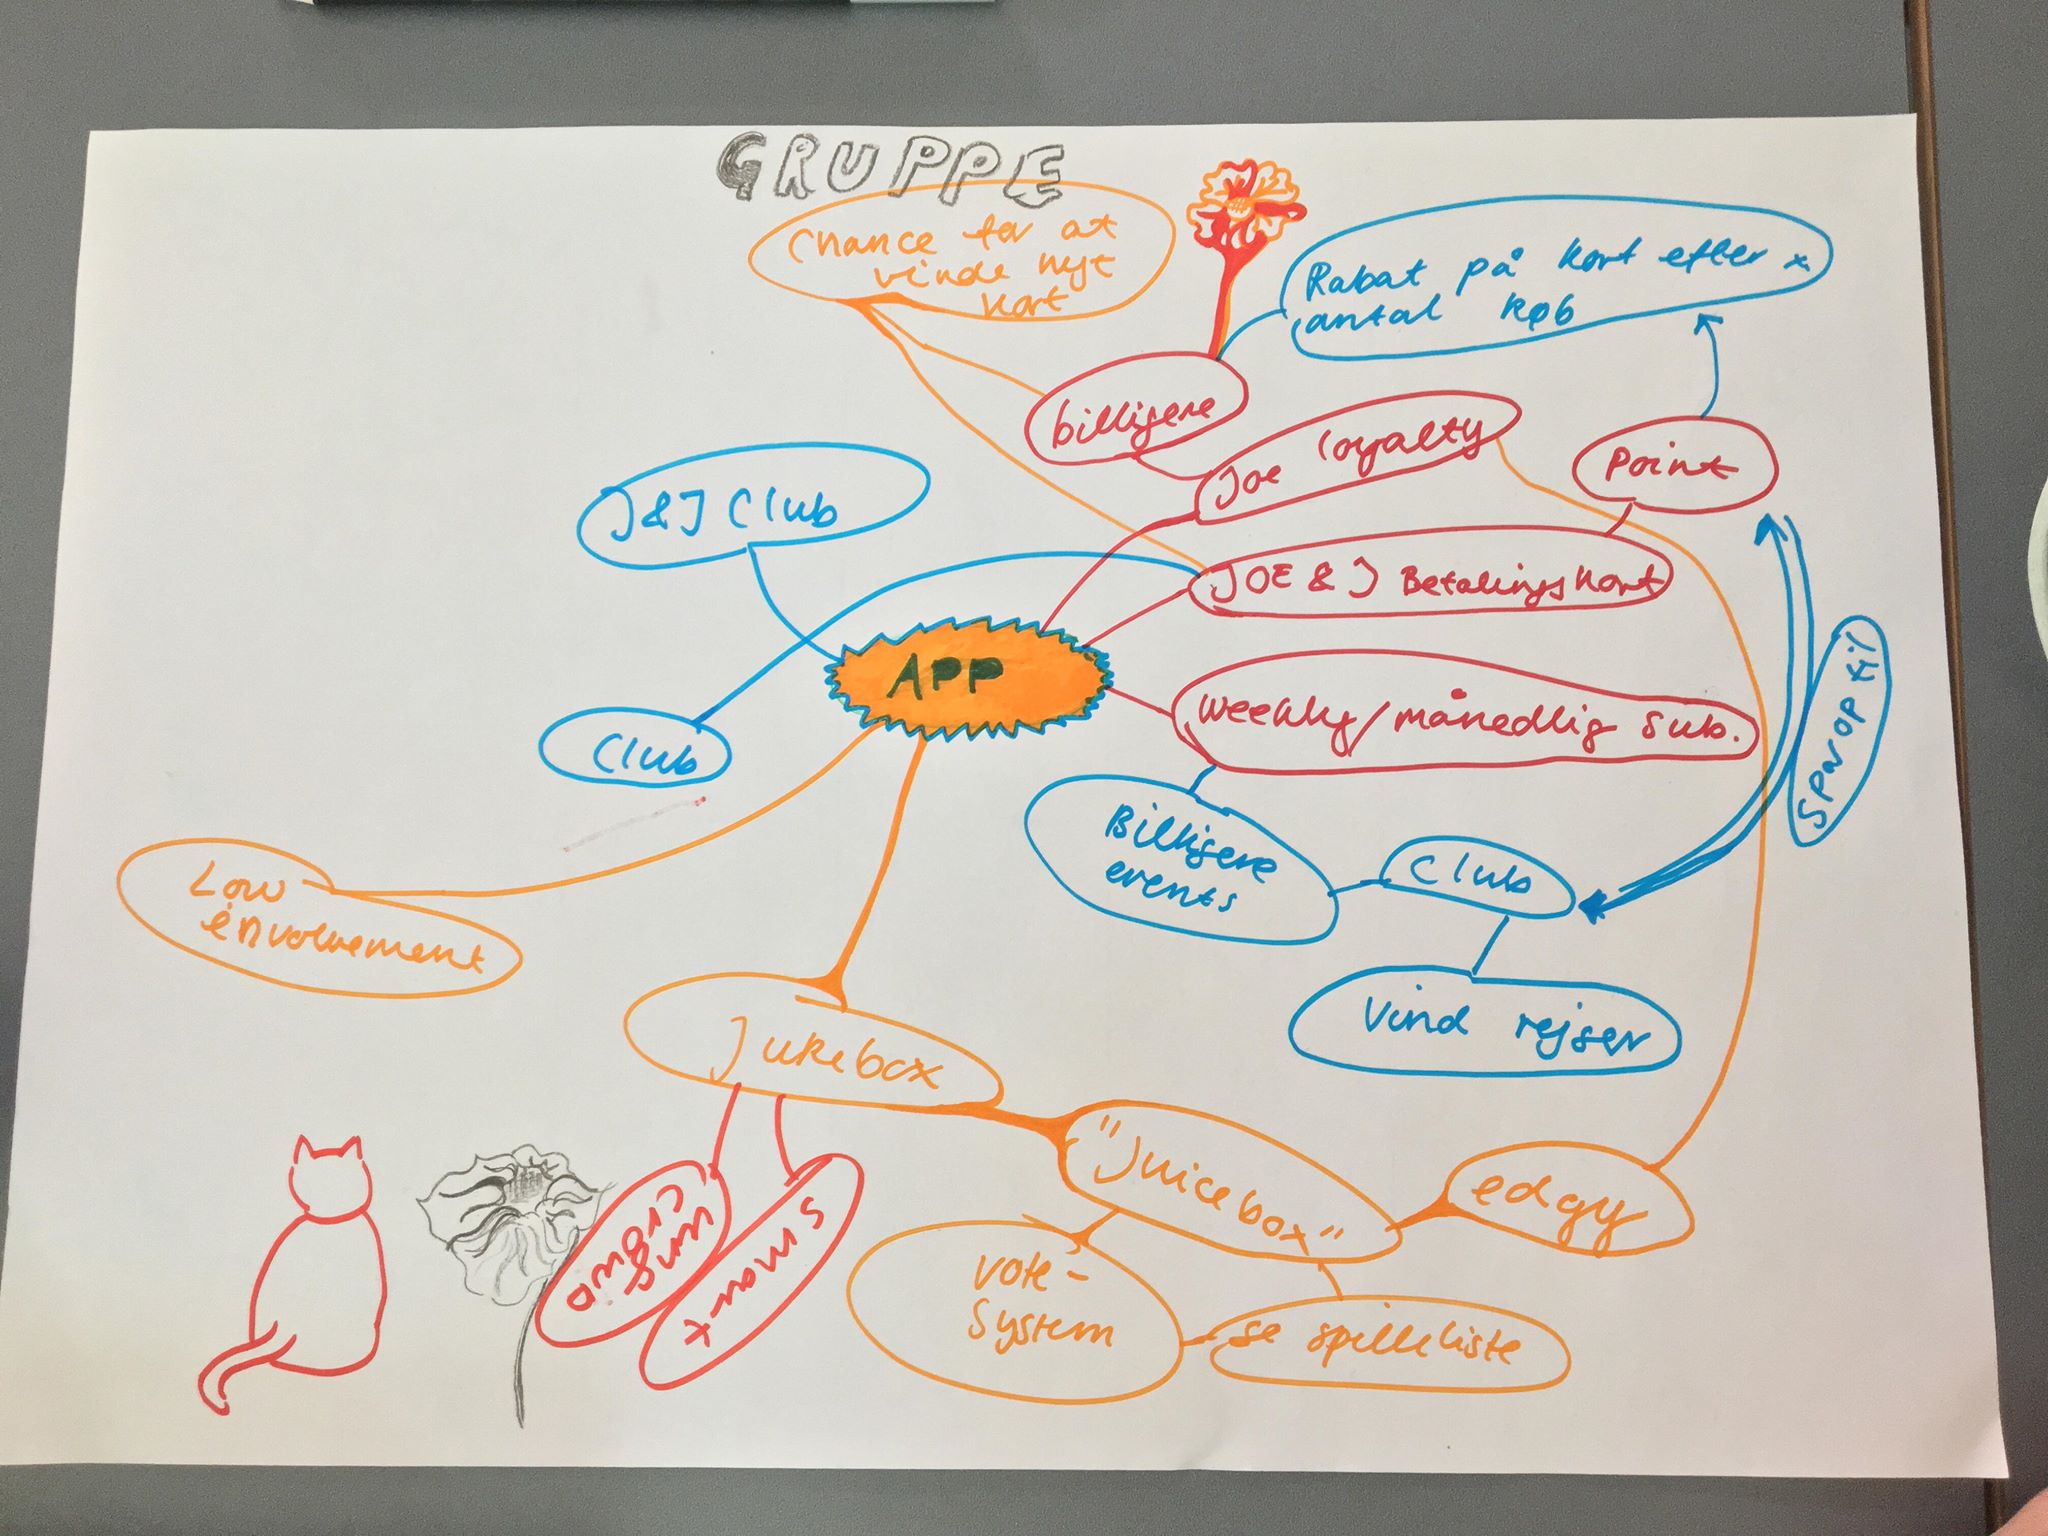 GRUPPE
Chance for at
vinde nyt
kort
Rabat på kort efter x
antal køb
billigere
Joe loyalty
point
J&J Club
JOE & J Betalingskort
APP
Weekly/månedlig sub.
Spar op til
Club
Billigere
events
Club
Low
envolvement
Vind rejser
Jukebox
"Juicebox"
edgy
ung
smart
vote-
system
se spilleliste